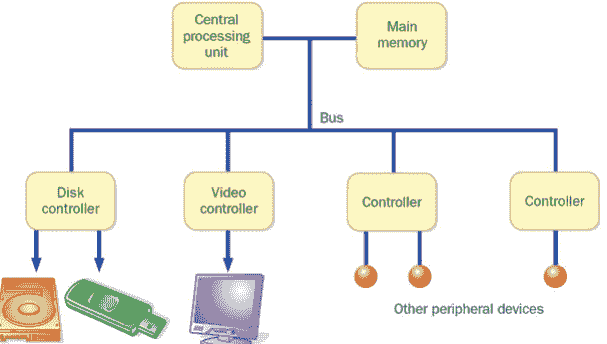 Central
processing
unit
Main
memory
Bus
Disk
controller
Video
controller
Controller
Controller
Other peripheral devices